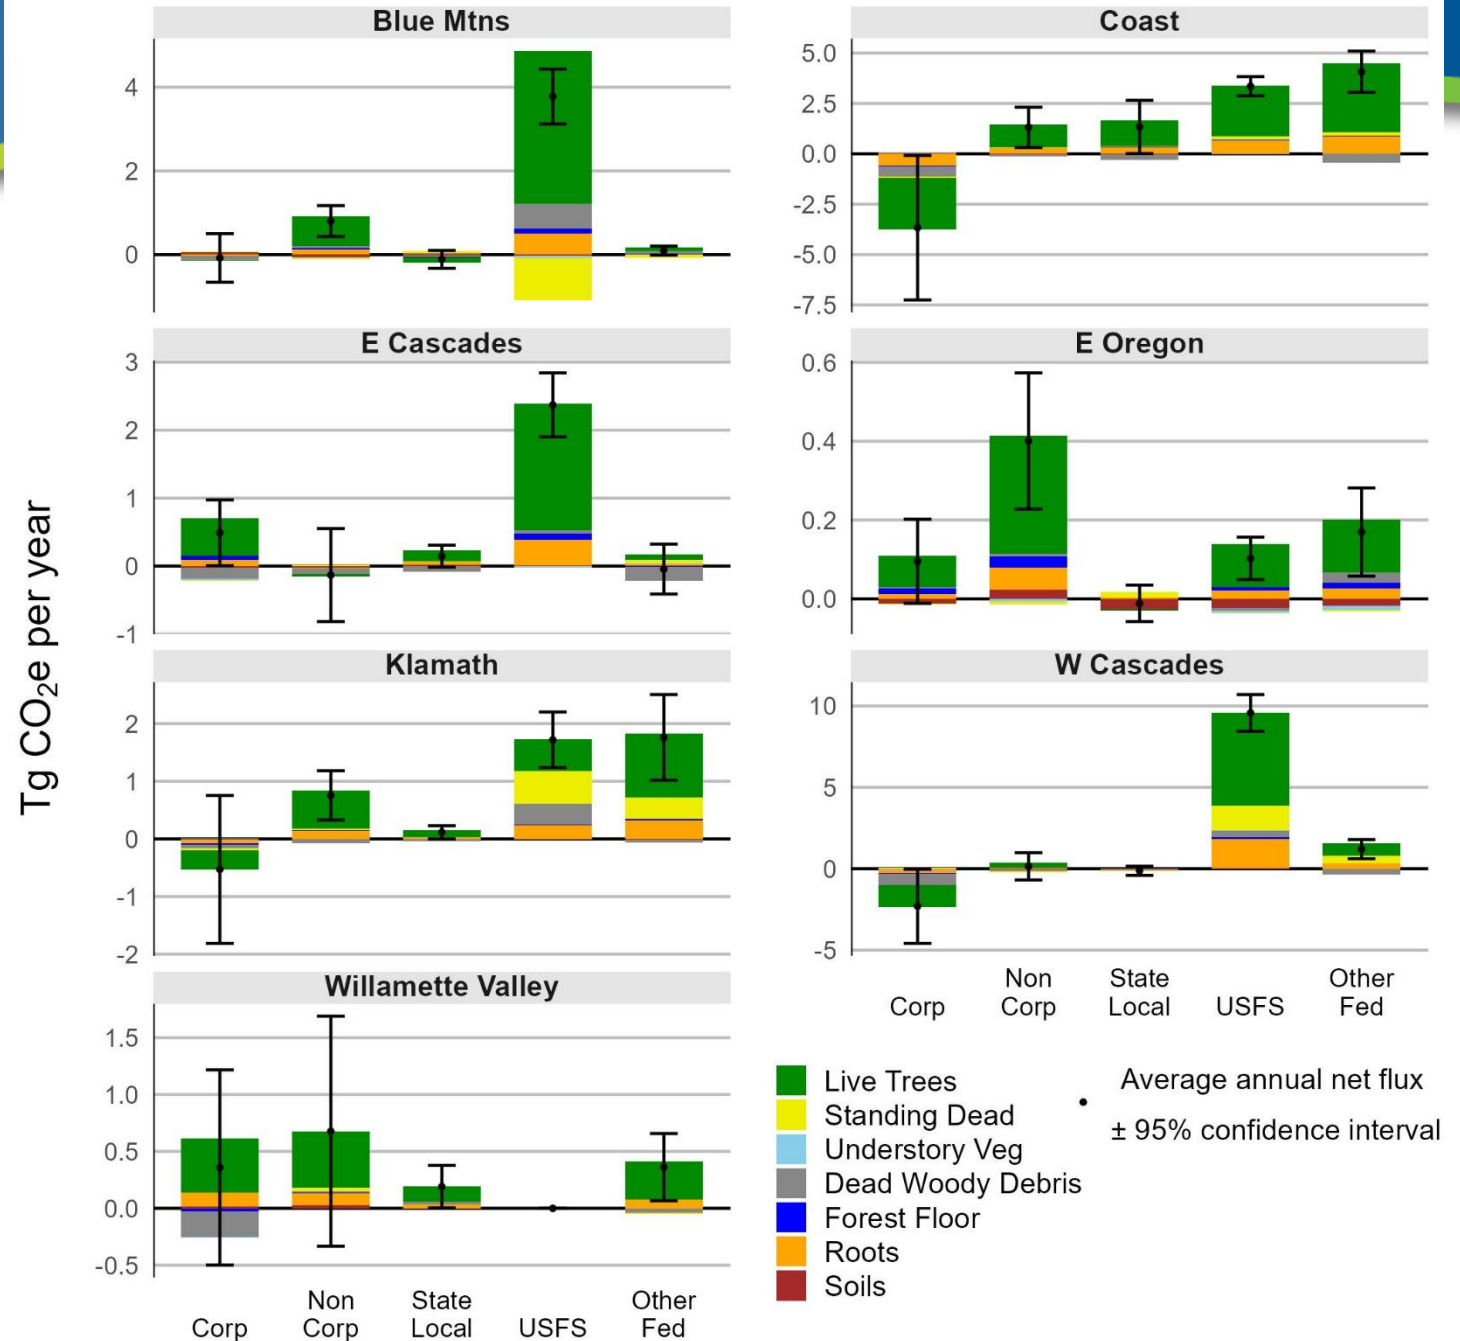 Blue Mtns
4
2
0
Coast
5.0
2.5
0.0
-2.5
-5.0
-7.5
E Cascades
3
2
1
0
-1
E Oregon
0.6
0.4
0.2
0.0
Klamath
2
1
0
-1
-2
W Cascades
10
5
0
-5
Corp
Non
Corp
State
Local
USFS
Other
Fed
Willamette Valley
1.5
1.0
0.5
0.0
-0.5
Corp
Non
Corp
State
Local
USFS
Other
Fed
Tg CO₂e per year
Live Trees
Standing Dead
Understory Veg
Dead Woody Debris
Forest Floor
Roots
Soils
Average annual net flux
± 95% confidence interval